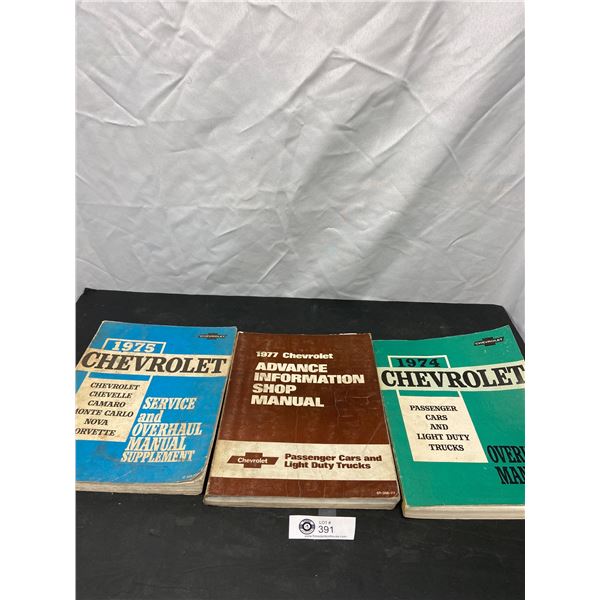 1975
CHEVROLET
CHEVROLET
CHEVELLE
CAMARO
MONTE CARLO
NOVA
CORVETTE
SERVICE
and
OVERHAUL
MANUAL
SUPPLEMENT
1977 Chevrolet
ADVANCE
INFORMATION
SHOP
MANUAL
Chevrolet
Passenger Cars and
Light Duty Trucks
1974
CHEVROLET
PASSENGER
CARS
AND
LIGHT DUTY
TRUCKS
OVER
MAN
LOT #
391